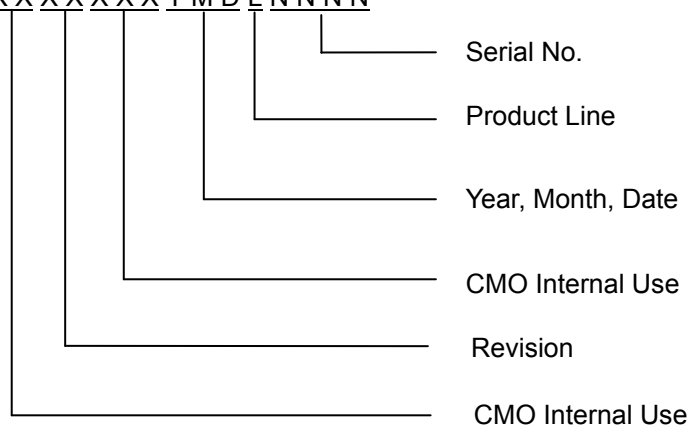 X X X X X X X Y M D L N N N N
Serial No.
Product Line
Year, Month, Date
CMO Internal Use
Revision
CMO Internal Use